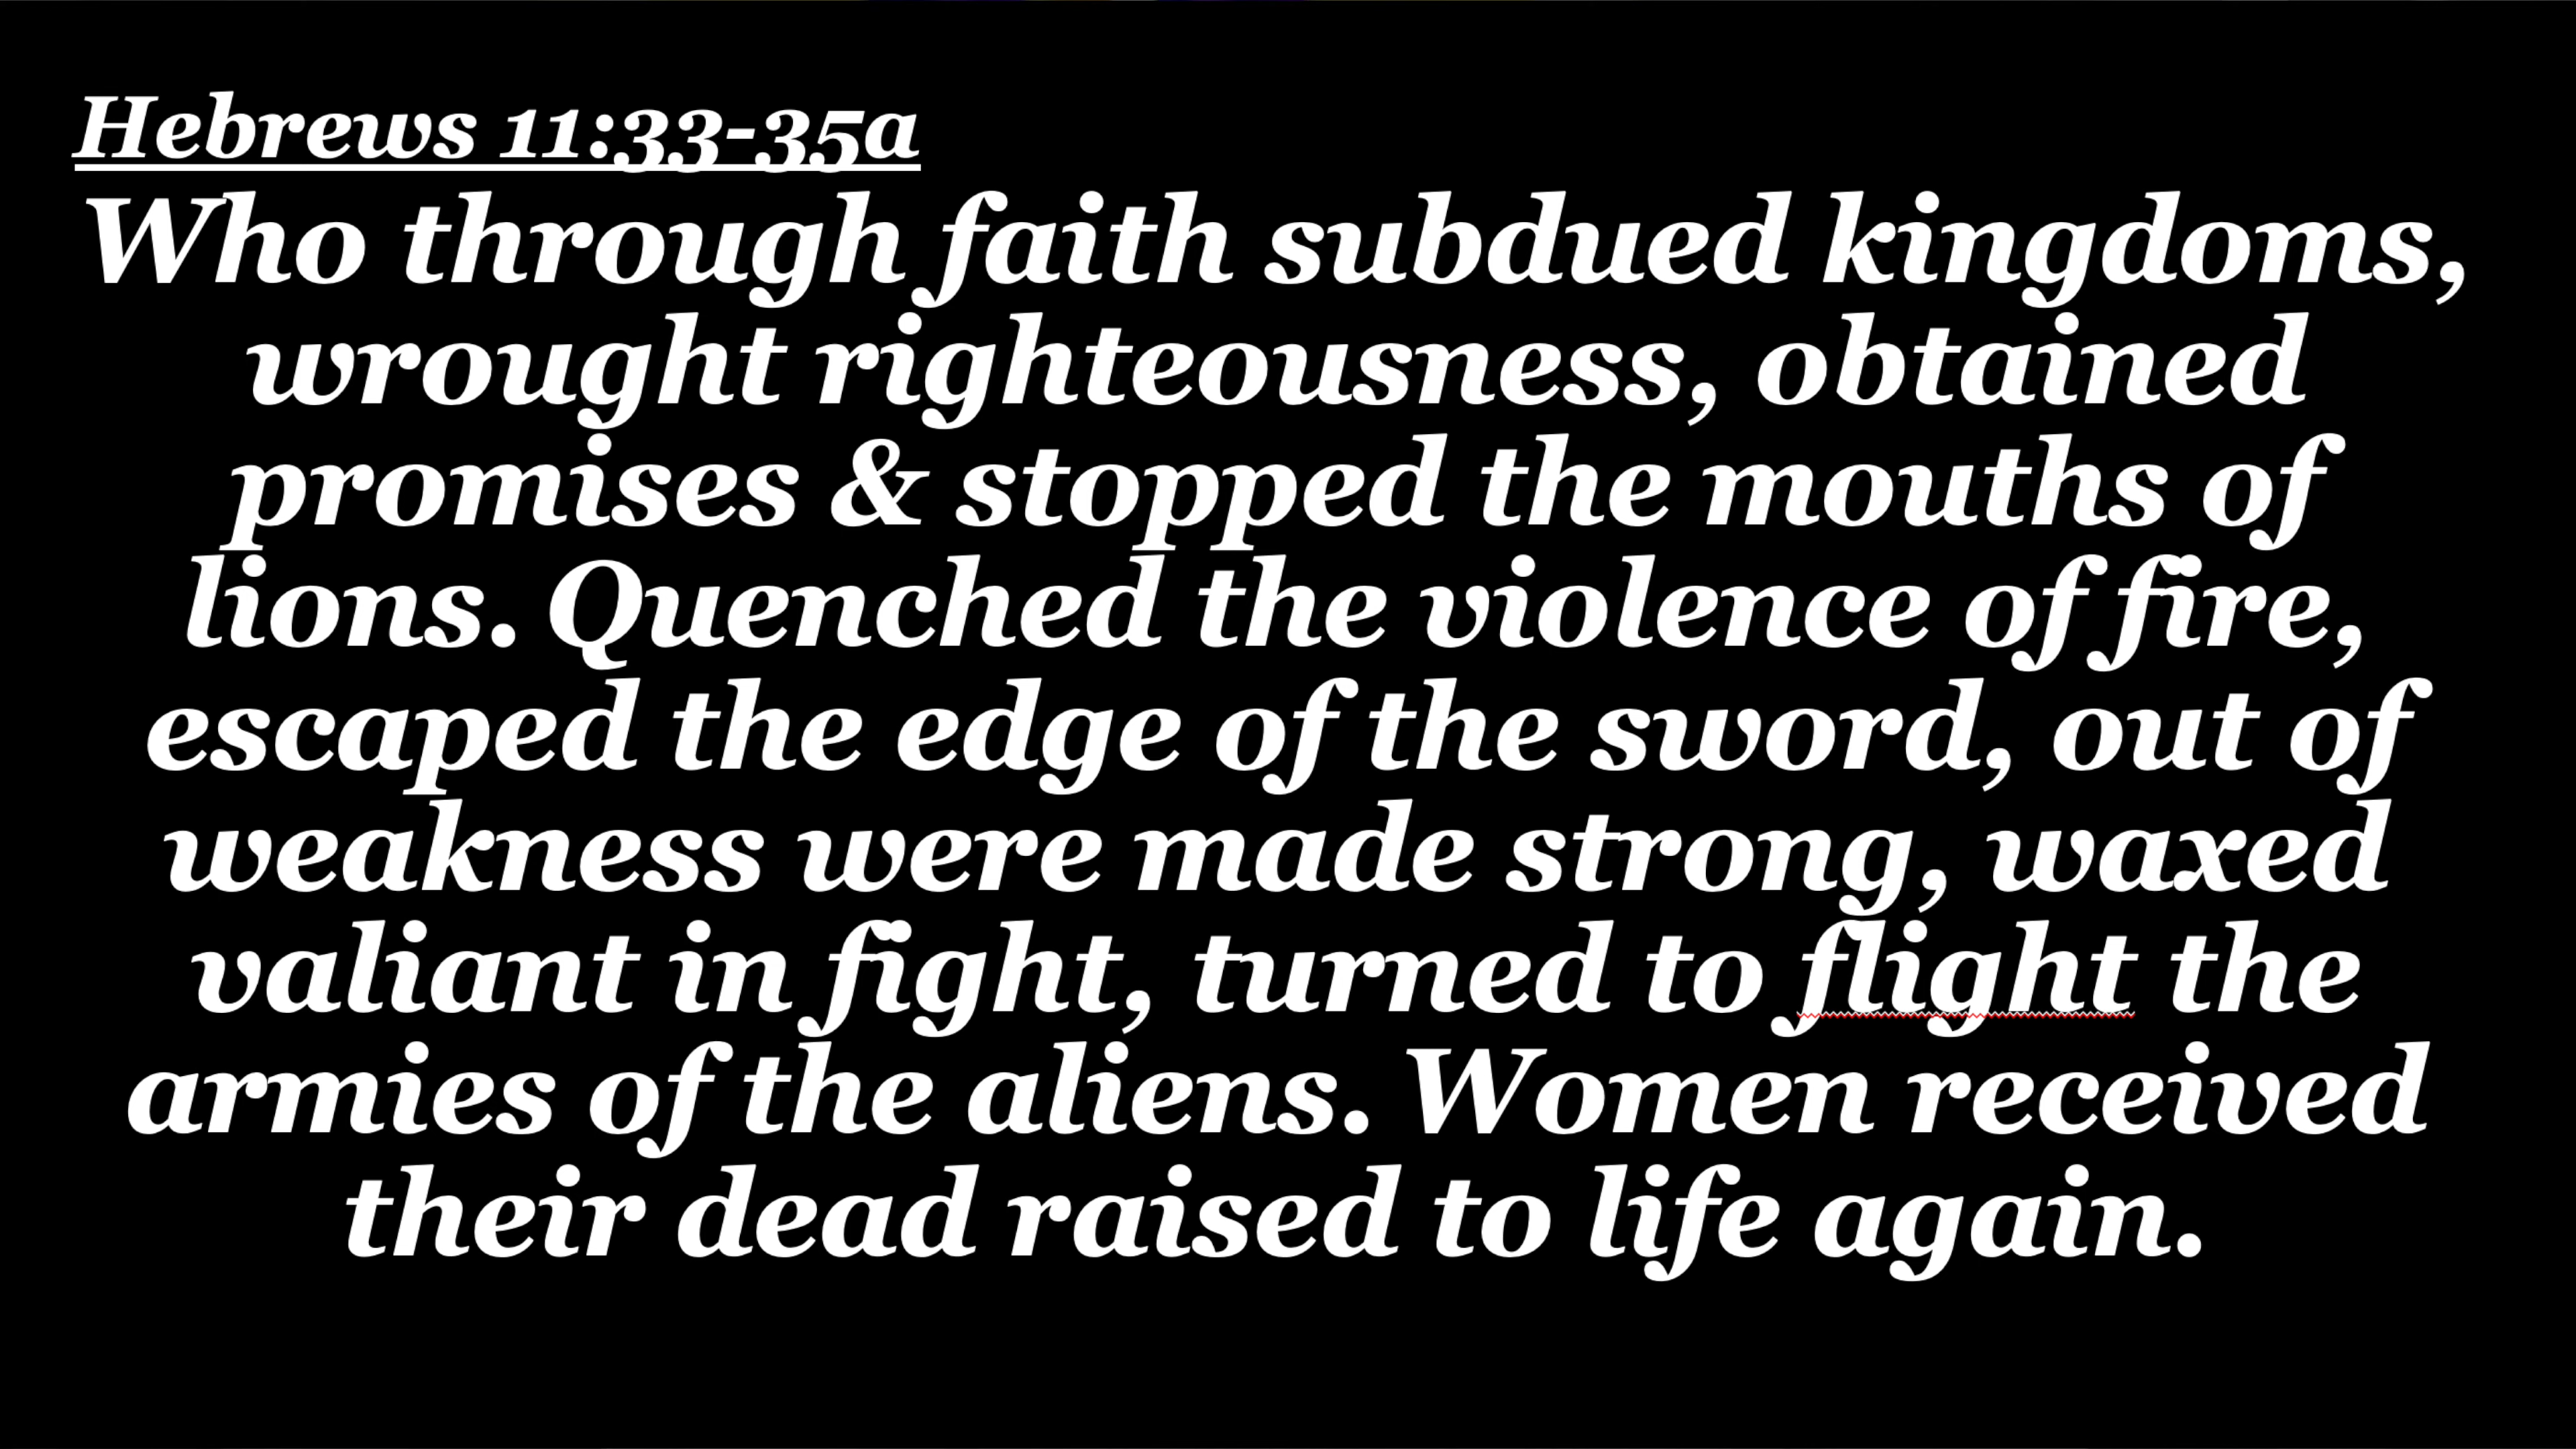 Hebrews 11:33-35a
Who through faith subdued kingdoms,
wrought righteousness, obtained
promises & stopped the mouths of
lions. Quenched the violence of fire,
escaped the edge of the sword, out of
weakness were made strong, waxed
valiant in fight, turned to flight the
armies of the aliens. Women received
their dead raised to life again.